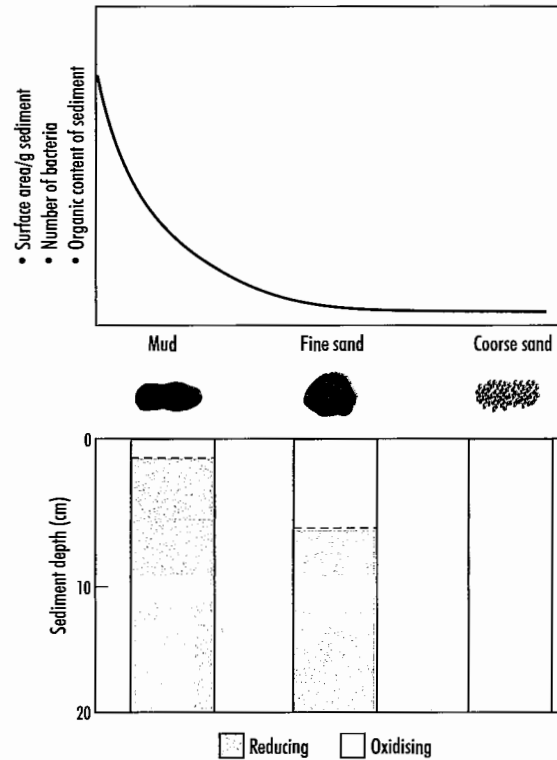 • Surface area/g sediment
• Number of bacteria
• Organic content of sediment
Mud
Fine sand
Coorse sand
0
10
20
Sediment depth (cm)
Reducing
Oxidising